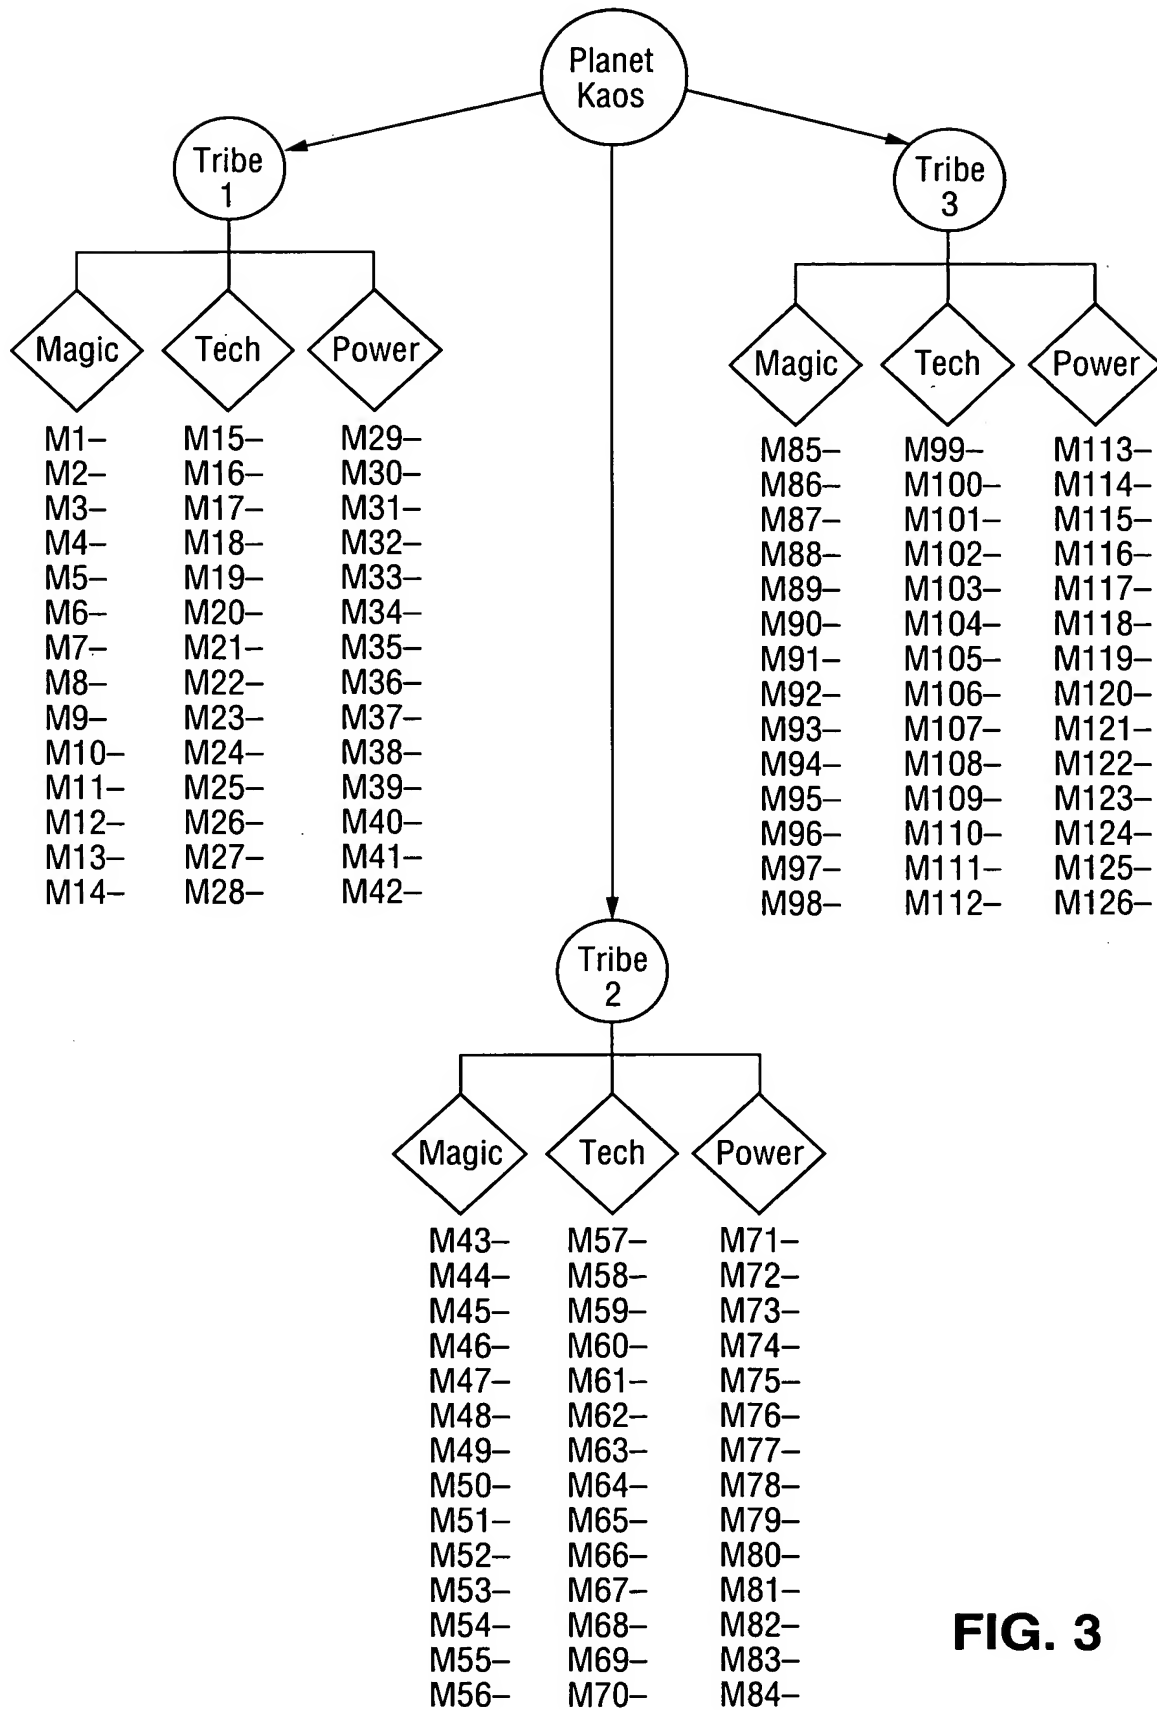 Planet
Kaos
Tribe
1
Tribe
3
Magic Tech Power
M1– M15– M29–
M2– M16– M30–
M3– M17– M31–
M4– M18– M32–
M5– M19– M33–
M6– M20– M34–
M7– M21– M35–
M8– M22– M36–
M9– M23– M37–
M10– M24– M38–
M11– M25– M39–
M12– M26– M40–
M13– M27– M41–
M14– M28– M42–
Magic Tech Power
M85– M99– M113–
M86– M100– M114–
M87– M101– M115–
M88– M102– M116–
M89– M103– M117–
M90– M104– M118–
M91– M105– M119–
M92– M106– M120–
M93– M107– M121–
M94– M108– M122–
M95– M109– M123–
M96– M110– M124–
M97– M111– M125–
M98– M112– M126–
Tribe
2
Magic Tech Power
M43– M57– M71–
M44– M58– M72–
M45– M59– M73–
M46– M60– M74–
M47– M61– M75–
M48– M62– M76–
M49– M63– M77–
M50– M64– M78–
M51– M65– M79–
M52– M66– M80–
M53– M67– M81–
M54– M68– M82–
M55– M69– M83–
M56– M70– M84–
FIG. 3